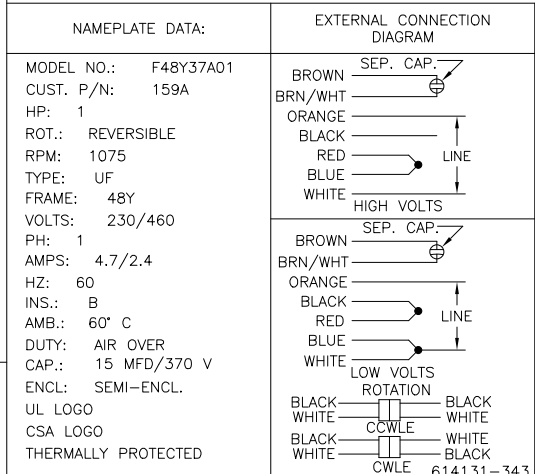 NAMEPLATE DATA:
MODEL NO.: F48Y37A01
CUST. P/N: 159A
HP: 1
ROT.: REVERSIBLE
RPM: 1075
TYPE: UF
FRAME: 48Y
VOLTS: 230/460
PH: 1
AMPS: 4.7/2.4
HZ: 60
INS.: B
AMB.: 60° C
DUTY: AIR OVER
CAP.: 15 MFD/370 V
ENCL: SEMI-ENCL.
UL LOGO
CSA LOGO
THERMALLY PROTECTED
EXTERNAL CONNECTION
DIAGRAM
SEP. CAP.
BROWN
BRN/WHT
ORANGE
BLACK
RED
LINE
BLUE
WHITE
HIGH VOLTS
SEP. CAP.
BROWN
BRN/WHT
ORANGE
BLACK
LINE
RED
BLUE
WHITE
LOW VOLTS
ROTATION
BLACK BLACK
WHITE WHITE
CCWLE
BLACK WHITE
WHITE BLACK
CWLE
614131-343